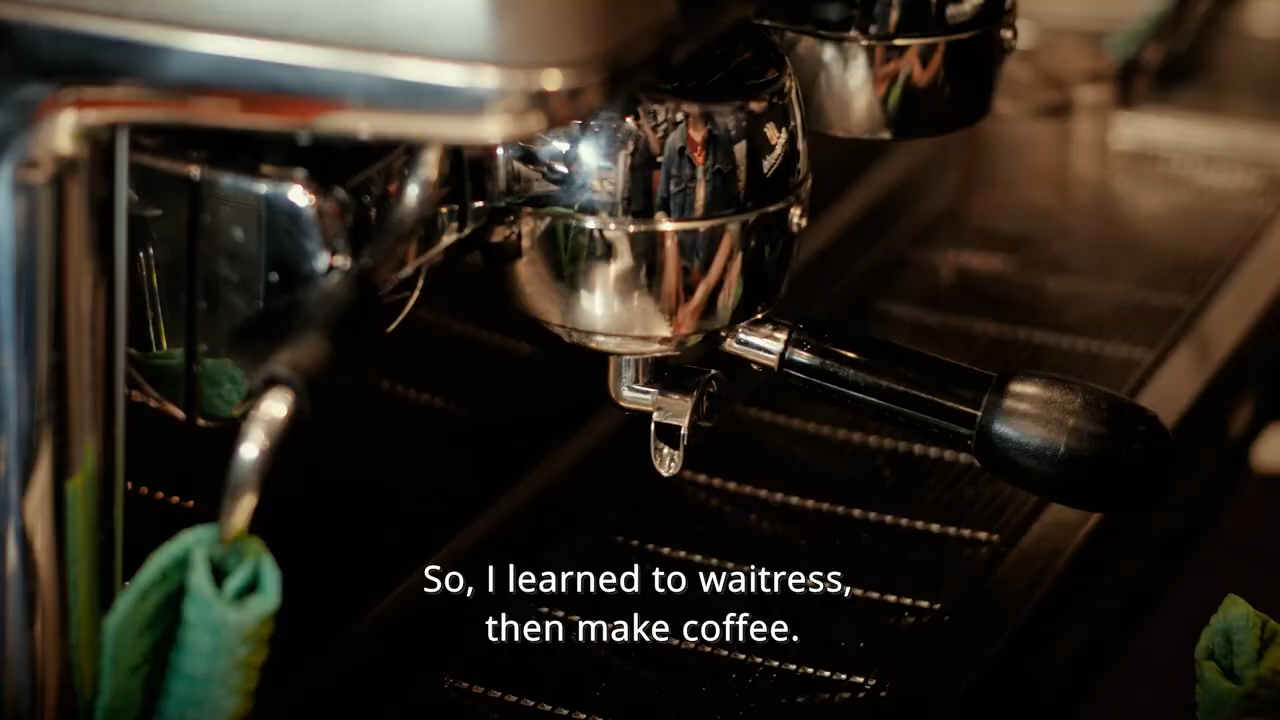 So, I learned to waitress,
then make coffee.